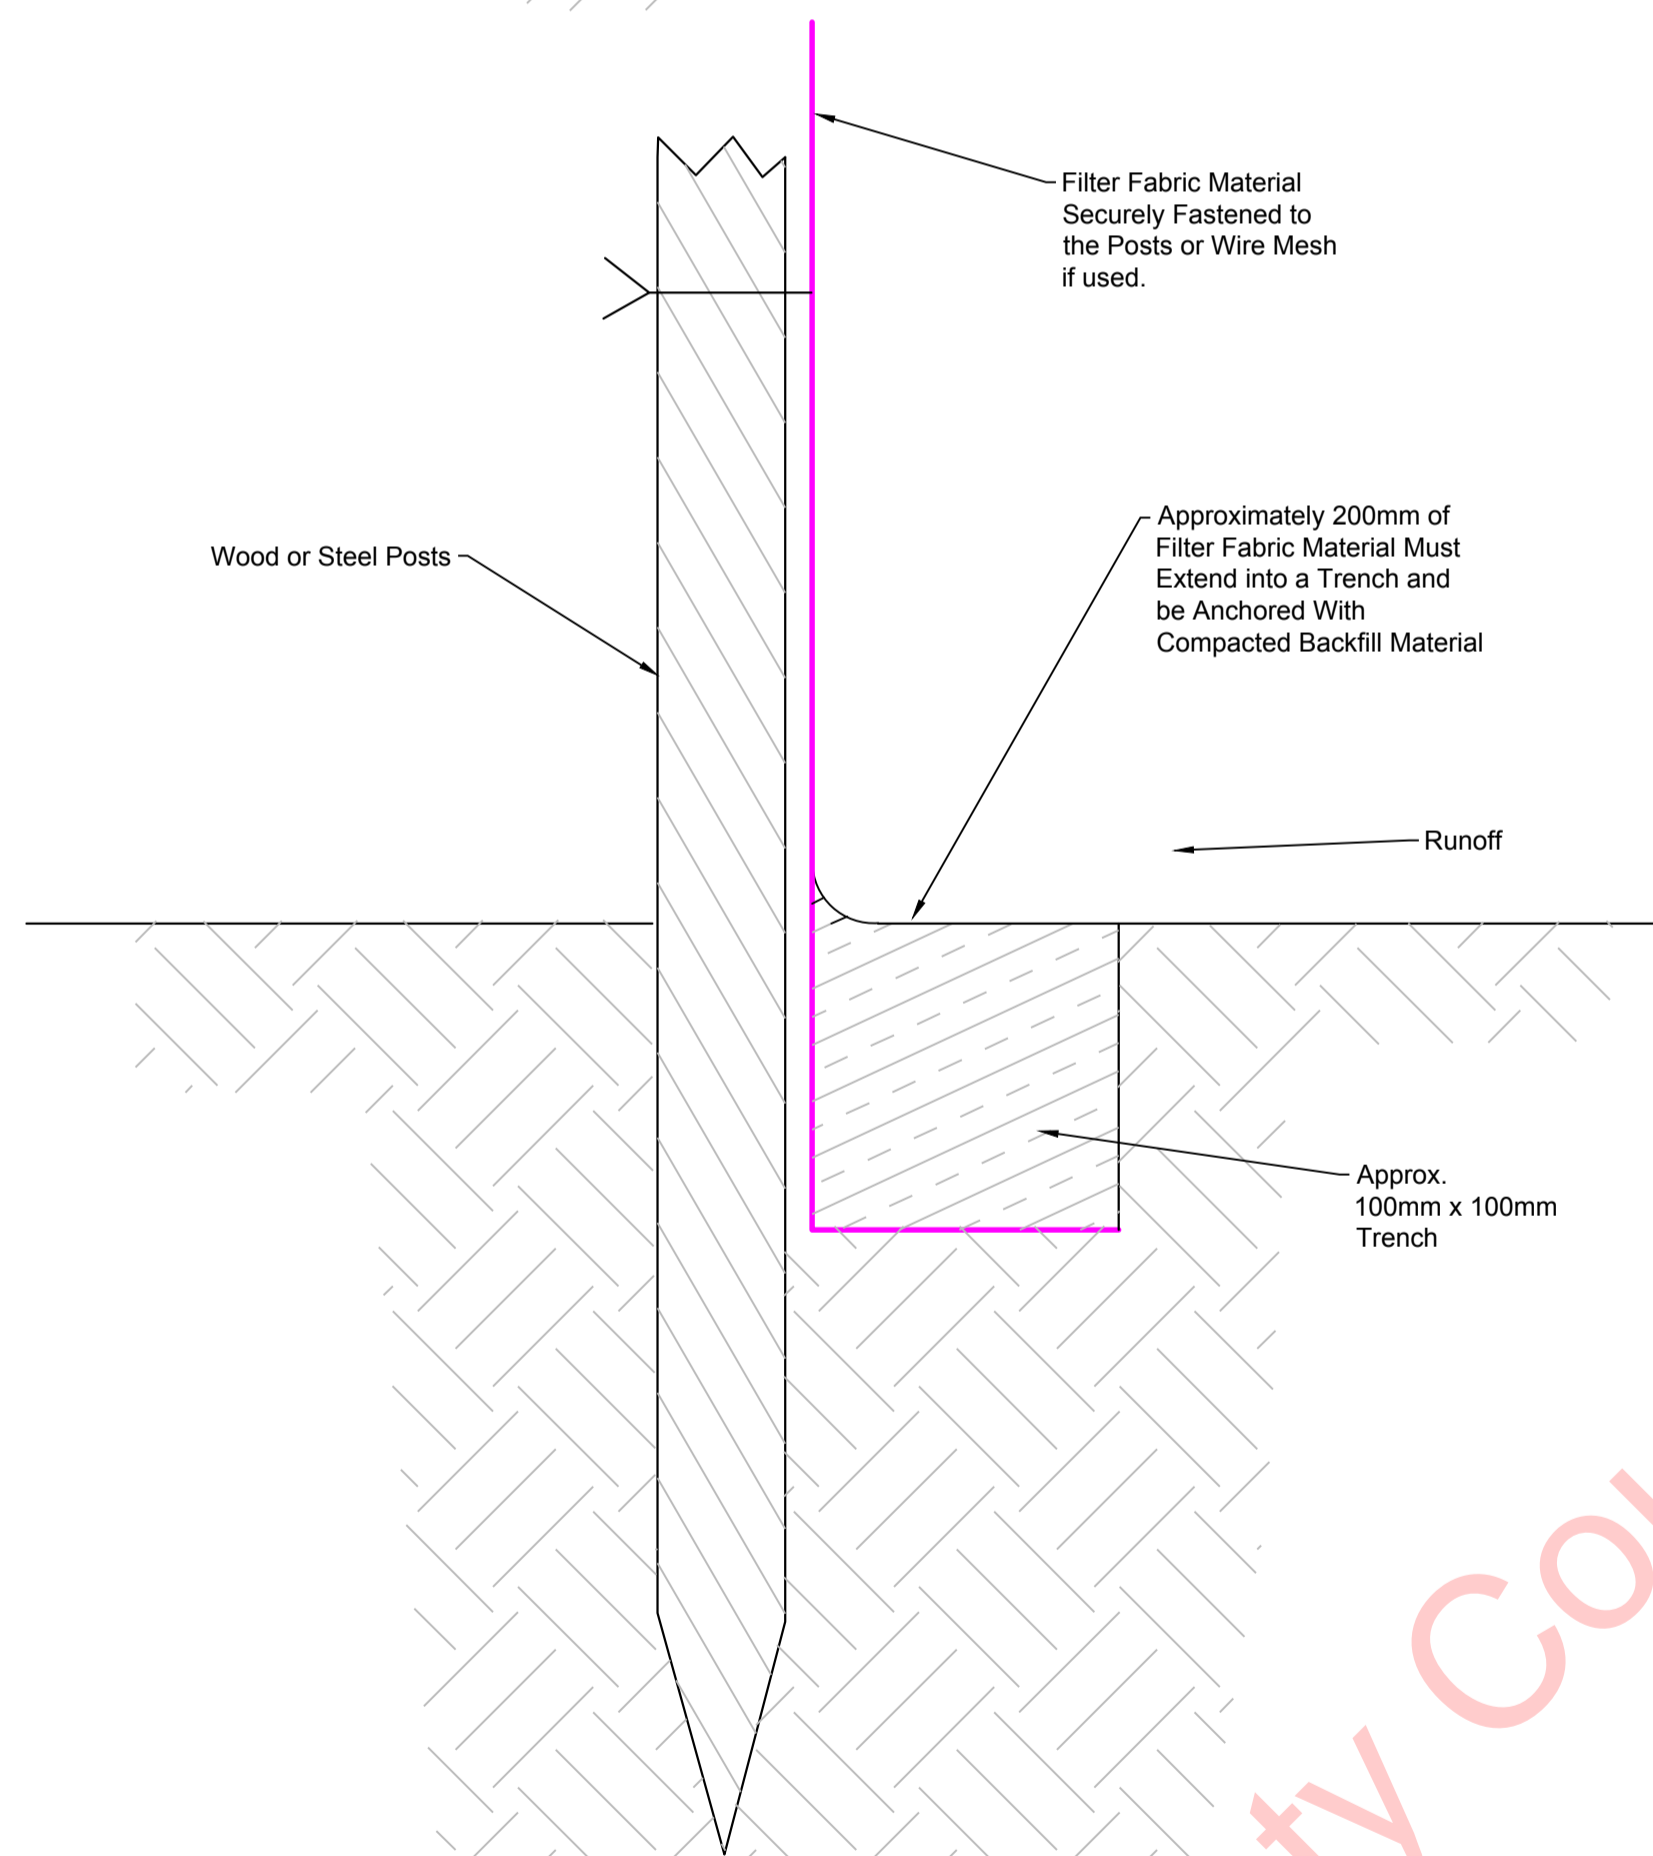 Filter Fabric Material
Securely Fastened to
the Posts or Wire Mesh
if used.
Approximately 200mm of
Filter Fabric Material Must
Extend into a Trench and
be Anchored With
Compacted Backfill Material
Wood or Steel Posts
Runoff
Approx.
100mm x 100mm
Trench
ty Co